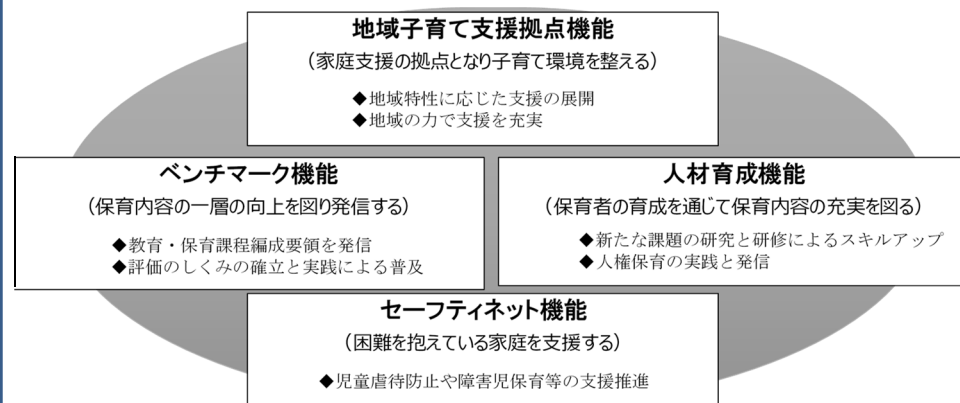 地域子育て支援拠点機能
(家庭支援の拠点となり子育て環境を整える)
◆地域特性に応じた支援の展開
◆地域の力で支援を充実
ベンチマーク機能
(保育内容の一層の向上を図り発信する)
◆教育・保育課程編成要領を発信
◆評価のしくみの確立と実践による普及
人材育成機能
(保育者の育成を通じて保育内容の充実を図る)
◆新たな課題の研究と研修によるスキルアップ
◆人権保育の実践と発信
セーフティネット機能
(困難を抱えている家庭を支援する)
◆児童虐待防止や障害児保育等の支援推進